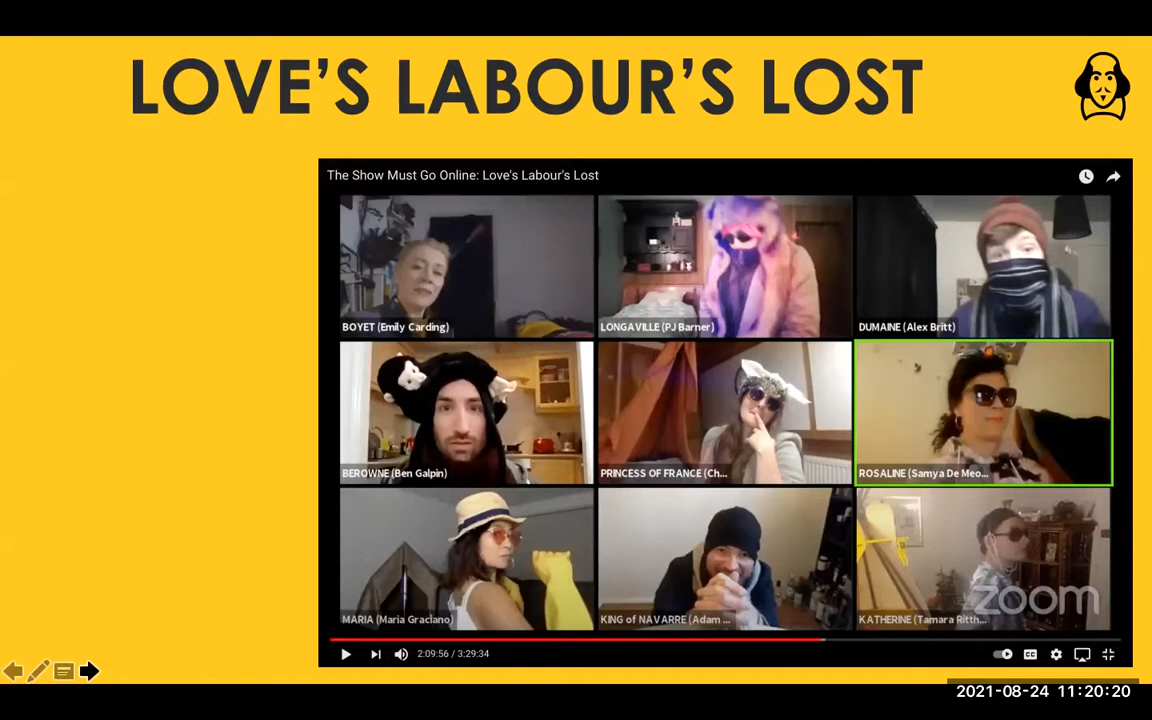 LOVE'S LABOUR'S LOST
The Show Must Go Online: Love's Labour's Lost
BOYET (Emily Carding)
LONGAVILLE (PJ Barner)
DUMAINE (Alex Britt)
BEROWNE (Ben Galpin)
PRINCESS OF FRANCE (Ch...
ROSALINE (Samya De Meo...
MARIA (Maria Graciano)
KING of NAVARRE (Adam ...
KATHERINE (Tamara Ritth...
zoom
2:09:56 / 3:29:34
CC
2021-08-24 11:20:20